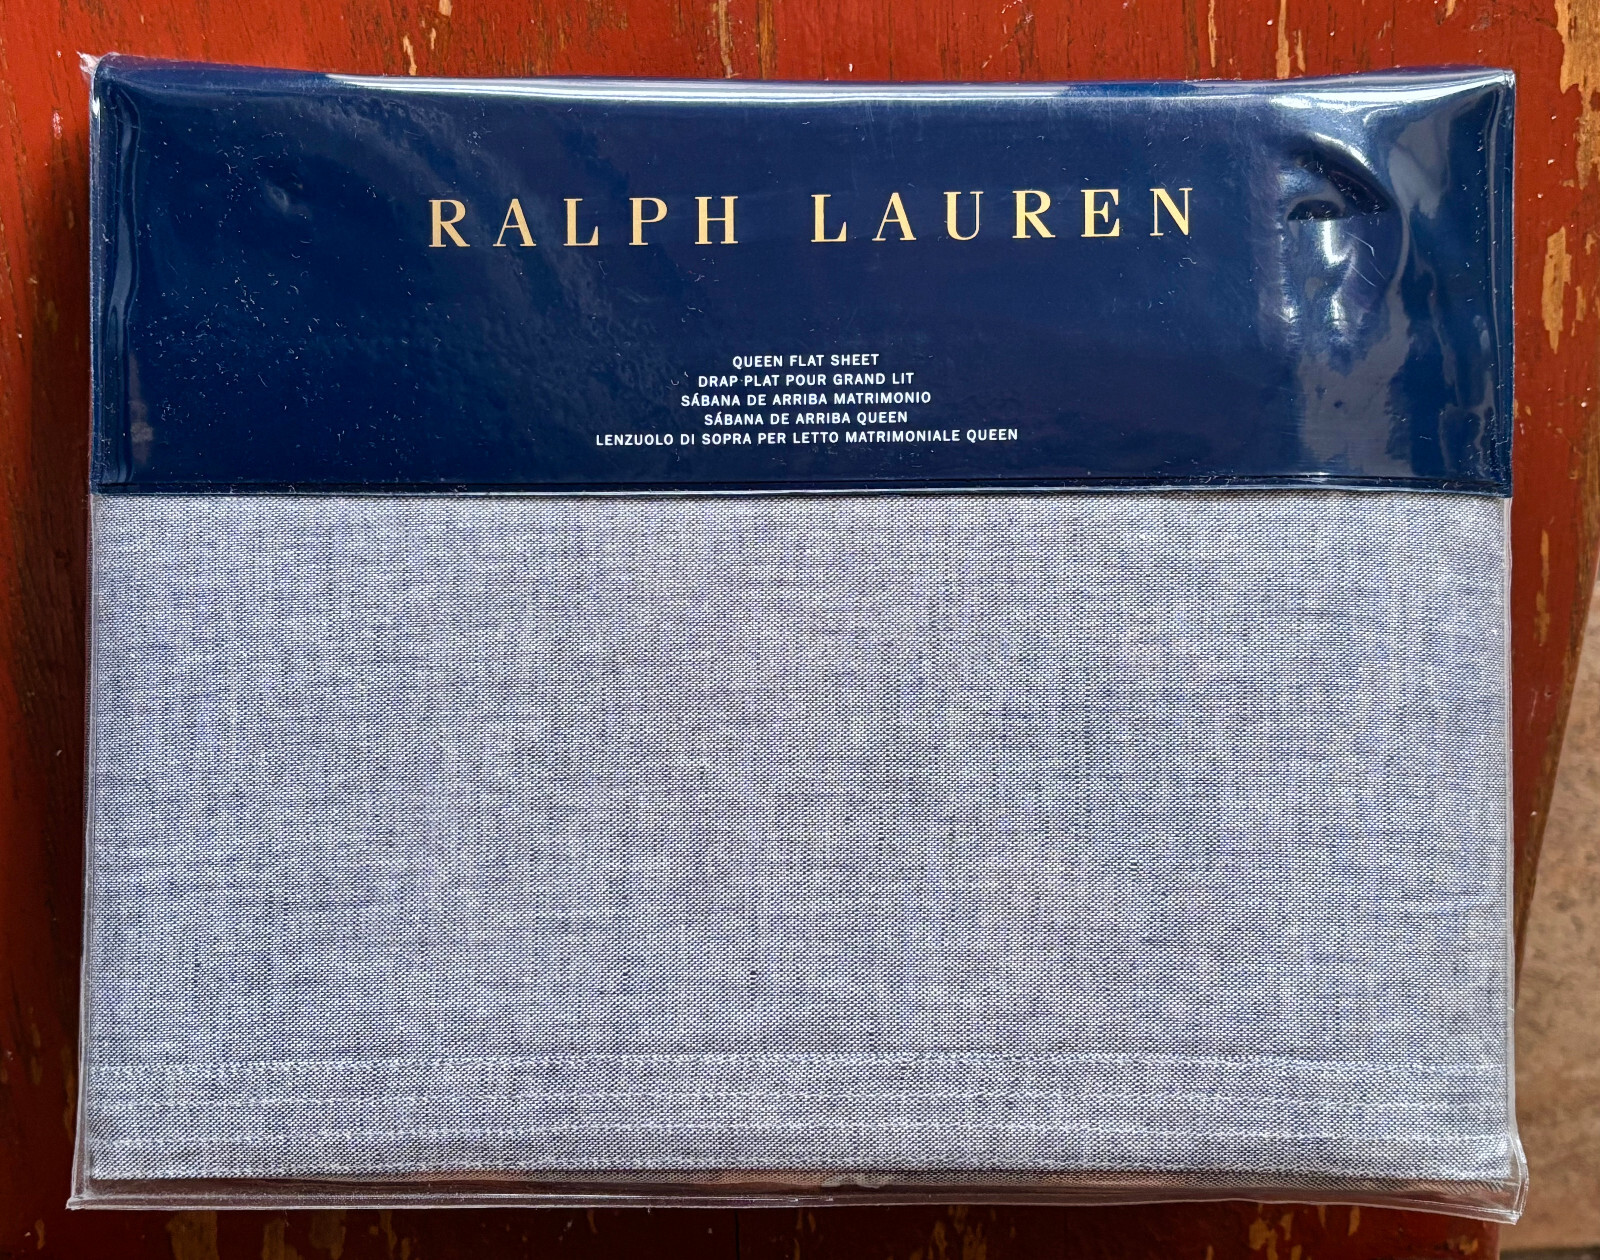 RALPH LAUREN
QUEEN FLAT SHEET
DRAP PLAT POUR GRAND LIT
SÁBANA DE ARRIBA MATRIMONIO
SÁBANA DE ARRIBA QUEEN
LENZUOLO DI SOPRA PER LETTO MATRIMONIALE QUEEN